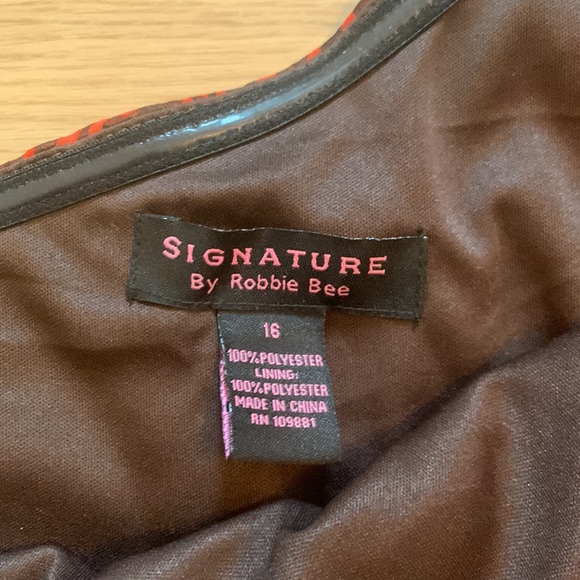 SIGNATURE
By Robbie Bee
16
100%POLYESTER
LINING:
100%POLYESTER
MADE IN CHINA
RN 109881